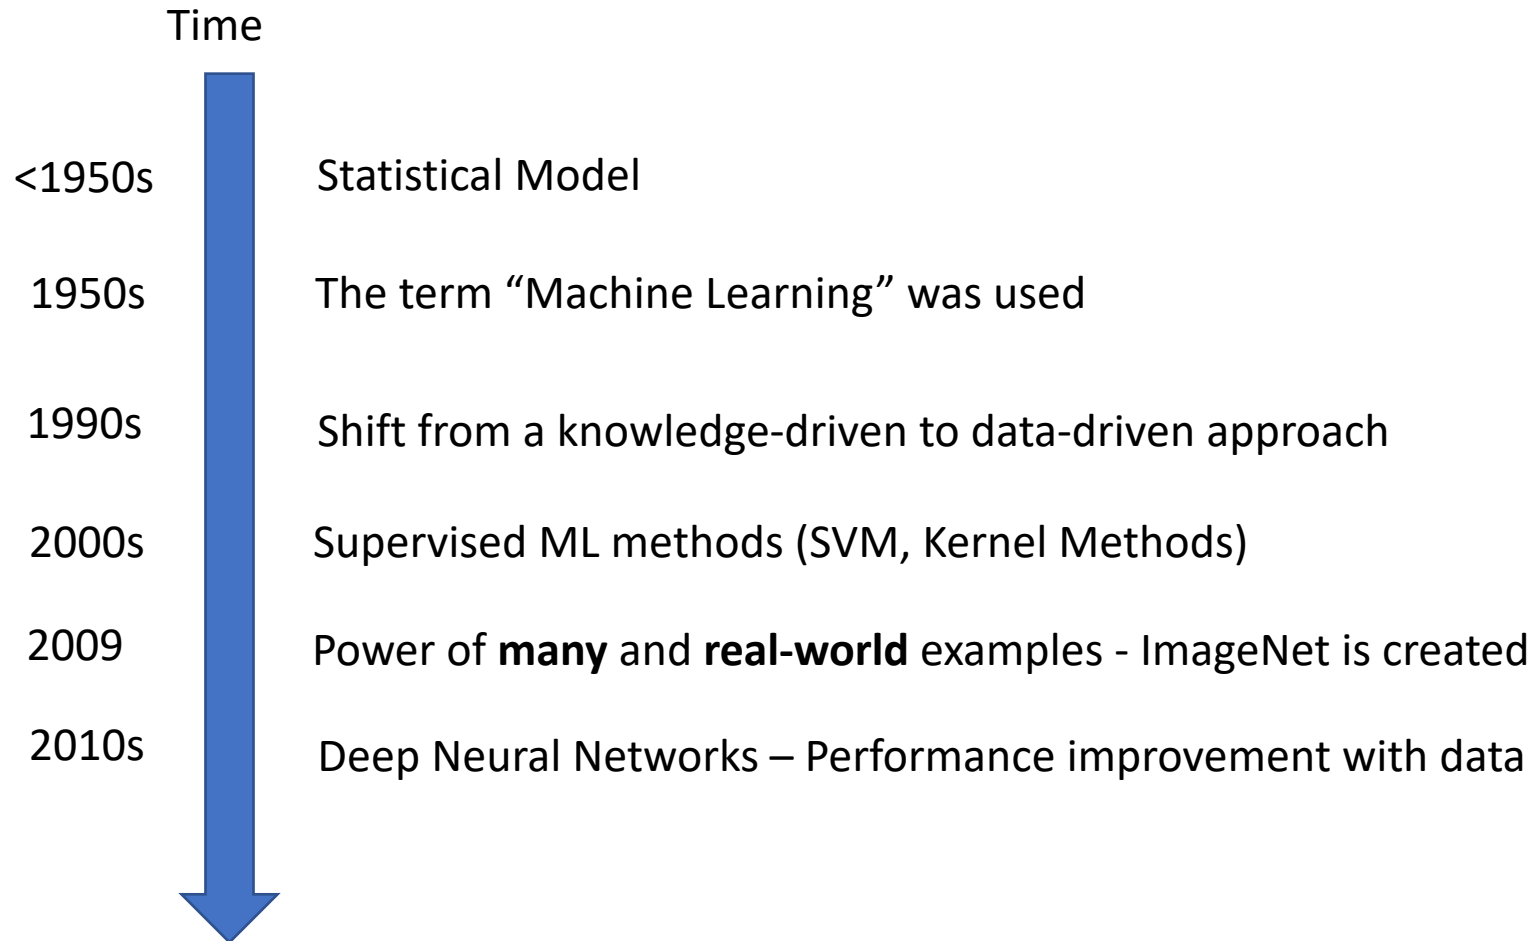 Time
<1950s Statistical Model
1950s The term “Machine Learning” was used
1990s Shift from a knowledge-driven to data-driven approach
2000s Supervised ML methods (SVM, Kernel Methods)
2009 Power of many and real-world examples - ImageNet is created
2010s Deep Neural Networks – Performance improvement with data